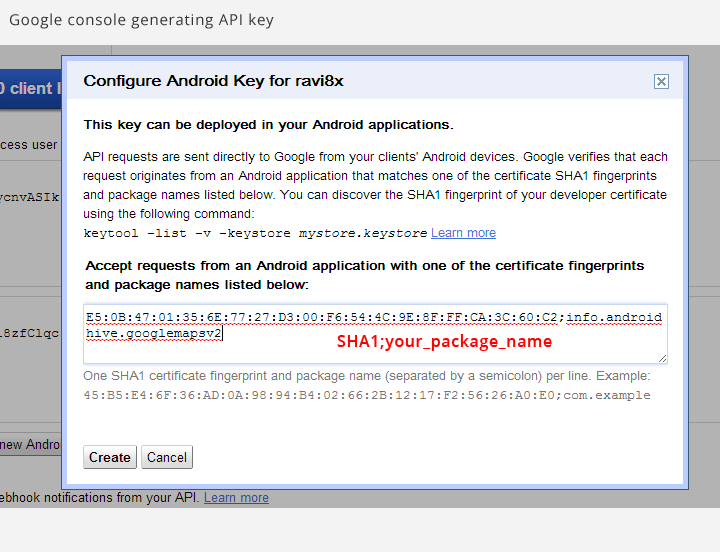 Google console generating API key
Configure Android Key for ravi8x
0 client I
This key can be deployed in your Android applications.
cess user
API requests are sent directly to Google from your clients' Android devices. Google verifies that each
request originates from an Android application that matches one of the certificate SHA1 fingerprints
and package names listed below. You can discover the SHA1 fingerprint of your developer certificate
using the following command:
ycnvASIk
keytool -list -v -keystore mystore.keystore Learn more
Accept requests from an Android application with one of the certificate fingerprints
and package names listed below:
E5:0B:47:01:35:6E:77:27:D3:00:F6:54:4C:9E:8F:FF:CA:3C:60:C2;info.android
hive.googlemapsv2
SHA1;your_package_name
8zfClqc
One SHA1 certificate fingerprint and package name (separated by a semicolon) per line. Example:
45:B5:E4:6F:36:AD:0A:98:94:B4:02:66:2B:12:17:F2:56:26:A0:E0;com.example
new Andro
Create Cancel
ebhook notifications from your API. Learn more